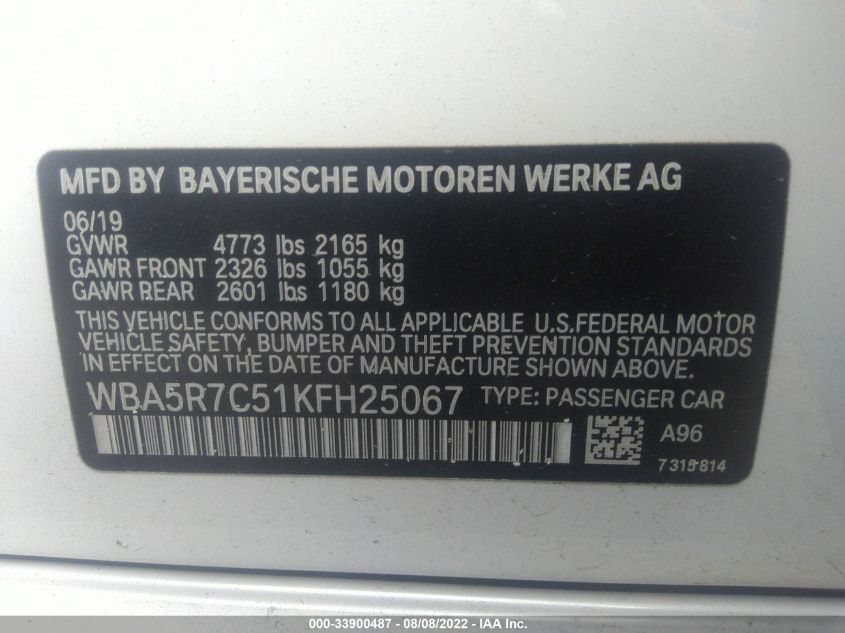 MFD BY BAYERISCHE MOTOREN WERKE AG
06/19
GVWR 4773 lbs 2165 kg
GAWR FRONT 2326 lbs 1055 kg
GAWR REAR 2601 lbs 1180 kg
THIS VEHICLE CONFORMS TO ALL APPLICABLE U.S.FEDERAL MOTOR
VEHICLE SAFETY, BUMPER AND THEFT PREVENTION STANDARDS
IN EFFECT ON THE DATE OF MANUFACTURE SHOWN ABOVE.
WBA5R7C51KFH25067 TYPE: PASSENGER CAR
A96
7 315 814
000-33900487 - 08/08/2022 - IAA Inc.